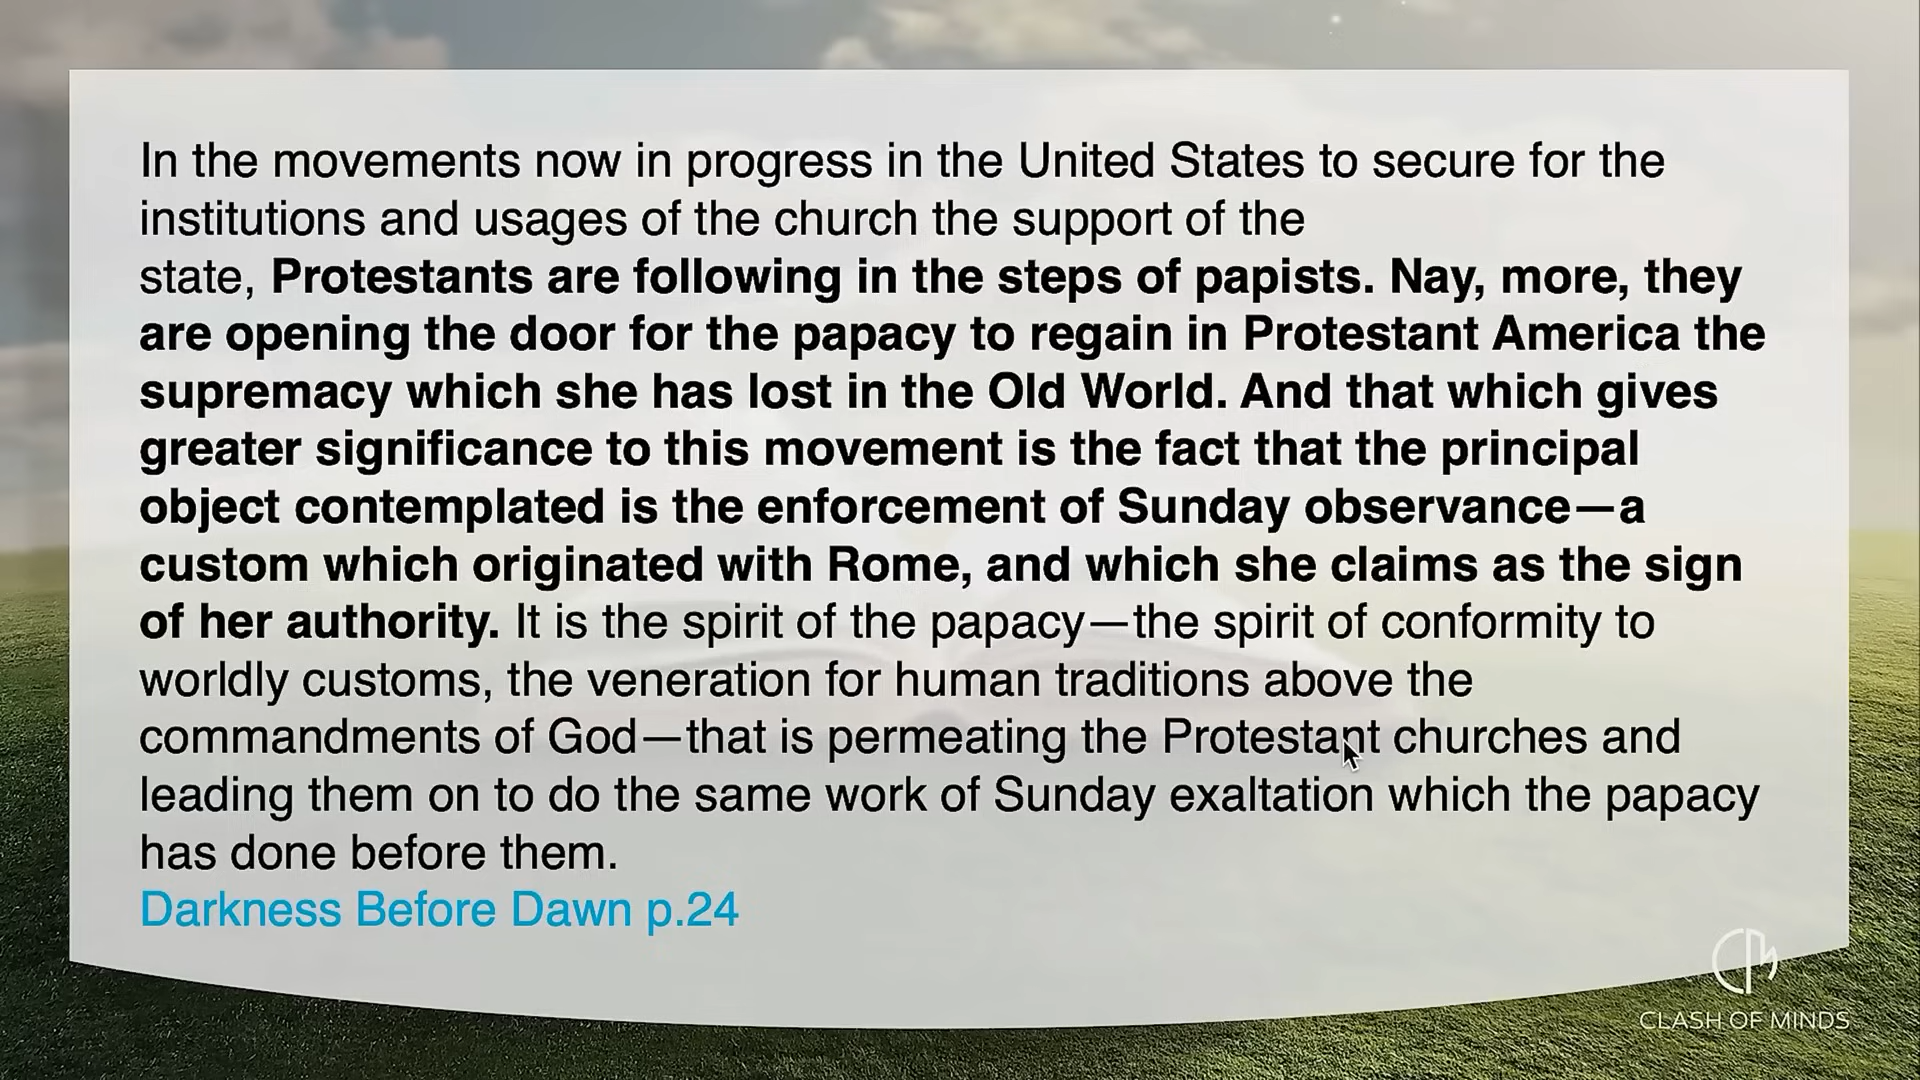 In the movements now in progress in the United States to secure for the
institutions and usages of the church the support of the
state, Protestants are following in the steps of papists. Nay, more, they
are opening the door for the papacy to regain in Protestant America the
supremacy which she has lost in the Old World. And that which gives
greater significance to this movement is the fact that the principal
object contemplated is the enforcement of Sunday observance—a
custom which originated with Rome, and which she claims as the sign
of her authority. It is the spirit of the papacy—the spirit of conformity to
worldly customs, the veneration for human traditions above the
commandments of God—that is permeating the Protestant churches and
leading them on to do the same work of Sunday exaltation which the papacy
has done before them.
Darkness Before Dawn p.24
CLASH OF MINDS